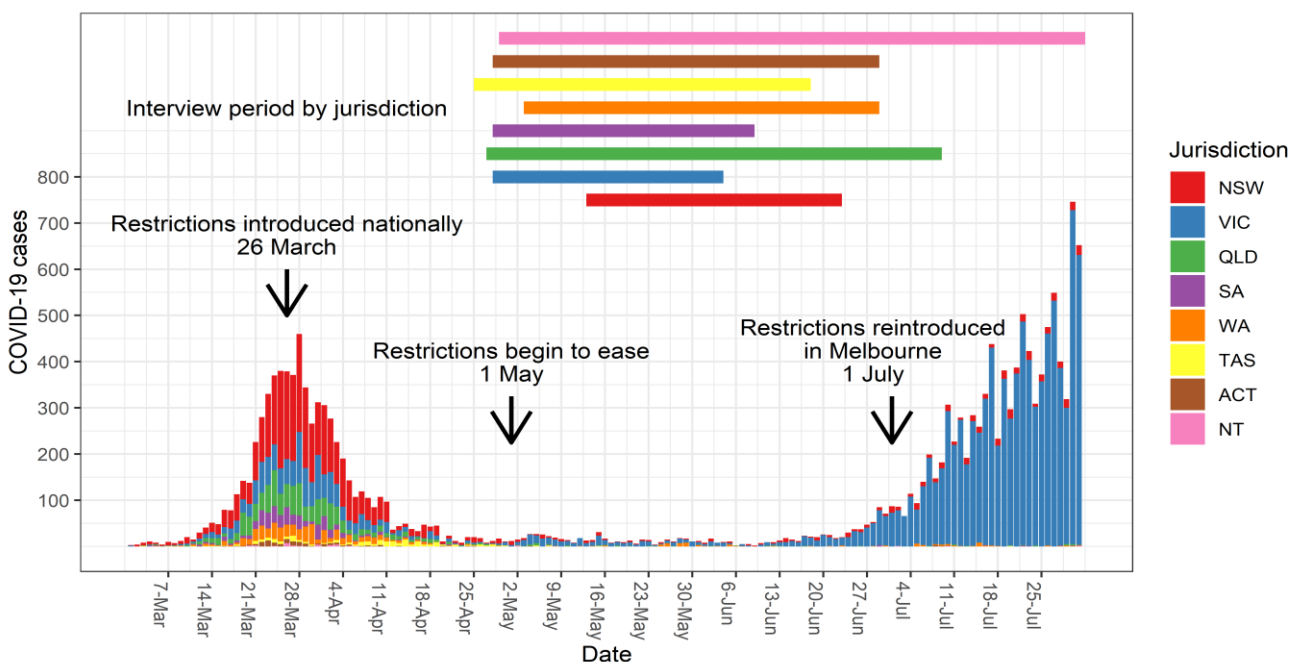 Interview period by jurisdiction
Restrictions introduced nationally
26 March
Restrictions begin to ease
1 May
Restrictions reintroduced
in Melbourne
1 July
COVID-19 cases
800
700
600
500
400
300
200
100
7-Mar
14-Mar
21-Mar
28-Mar
4-Apr
11-Apr
18-Apr
25-Apr
2-May
9-May
16-May
23-May
30-May
6-Jun
13-Jun
20-Jun
27-Jun
4-Jul
11-Jul
18-Jul
25-Jul
Date
Jurisdiction
NSW
VIC
QLD
SA
WA
TAS
ACT
NT